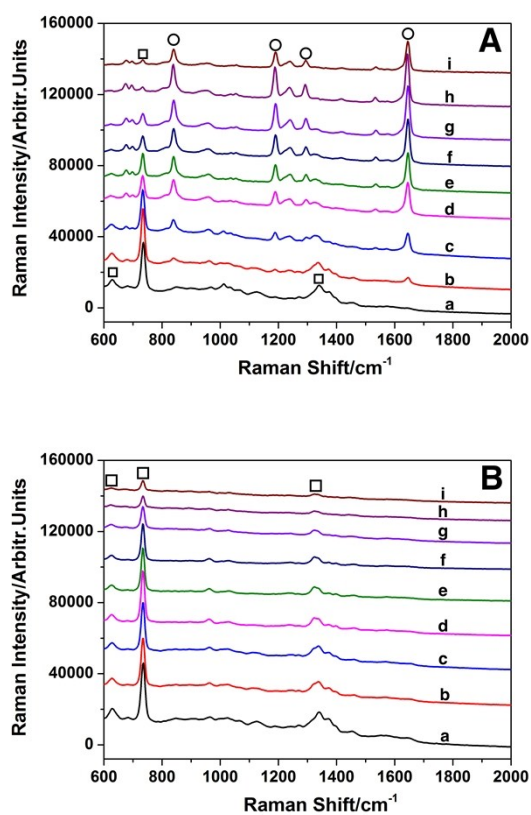 160000
120000
80000
40000
0
Raman Intensity/Arbitr.Units
A
i
h
g
f
e
d
c
b
a
600 800 1000 1200 1400 1600 1800 2000
Raman Shift/cm⁻¹
160000
120000
80000
40000
0
Raman Intensity/Arbitr.Units
B
i
h
g
f
e
d
c
b
a
600 800 1000 1200 1400 1600 1800 2000
Raman Shift/cm⁻¹